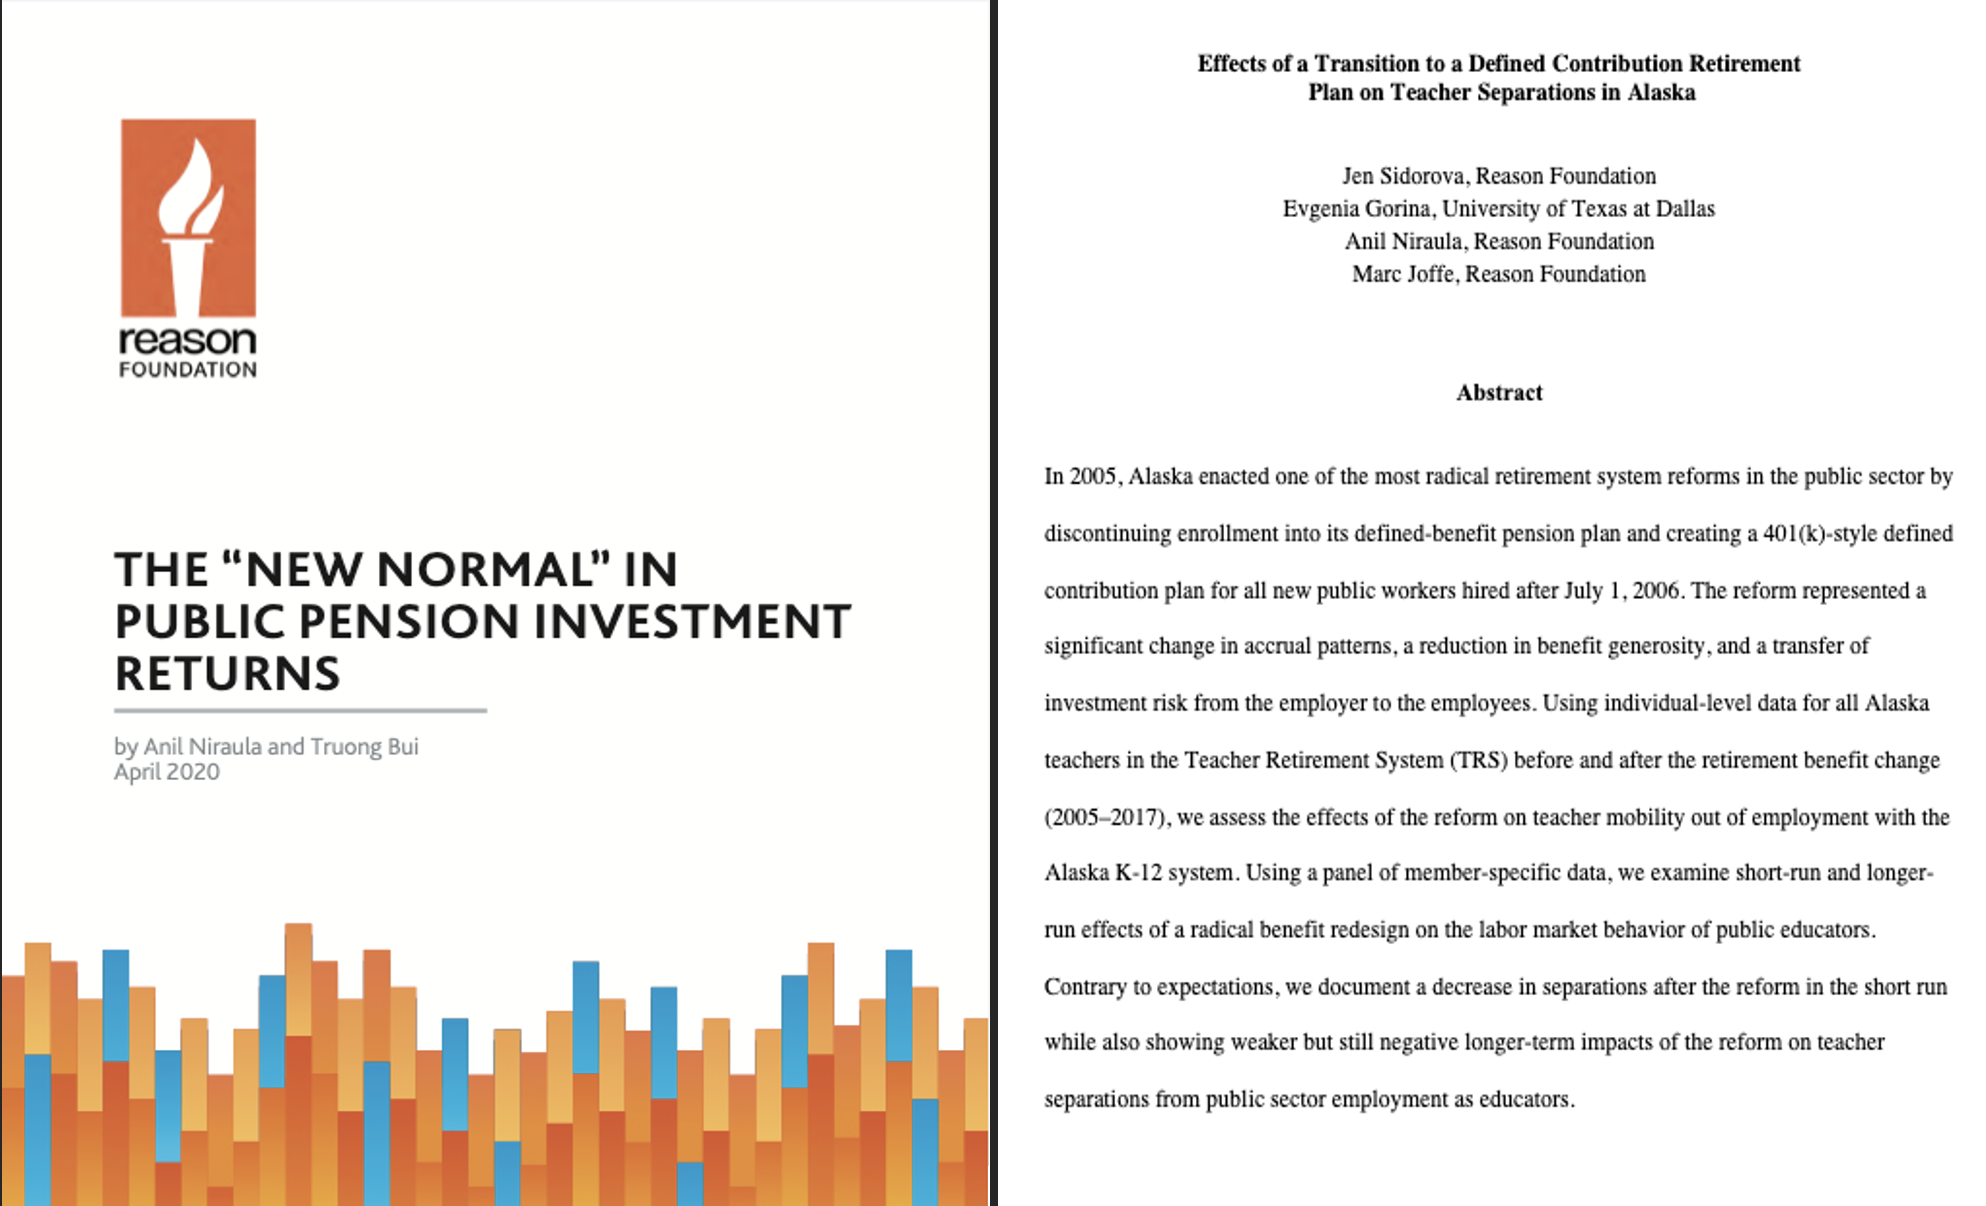 reason
FOUNDATION
THE “NEW NORMAL” IN
PUBLIC PENSION INVESTMENT
RETURNS
by Anil Niraula and Truong Bui
April 2020
Effects of a Transition to a Defined Contribution Retirement
Plan on Teacher Separations in Alaska
Jen Sidorova, Reason Foundation
Evgenia Gorina, University of Texas at Dallas
Anil Niraula, Reason Foundation
Marc Joffe, Reason Foundation
Abstract
In 2005, Alaska enacted one of the most radical retirement system reforms in the public sector by
discontinuing enrollment into its defined-benefit pension plan and creating a 401(k)-style defined
contribution plan for all new public workers hired after July 1, 2006. The reform represented a
significant change in accrual patterns, a reduction in benefit generosity, and a transfer of
investment risk from the employer to the employees. Using individual-level data for all Alaska
teachers in the Teacher Retirement System (TRS) before and after the retirement benefit change
(2005–2017), we assess the effects of the reform on teacher mobility out of employment with the
Alaska K-12 system. Using a panel of member-specific data, we examine short-run and longer-
run effects of a radical benefit redesign on the labor market behavior of public educators.
Contrary to expectations, we document a decrease in separations after the reform in the short run
while also showing weaker but still negative longer-term impacts of the reform on teacher
separations from public sector employment as educators.